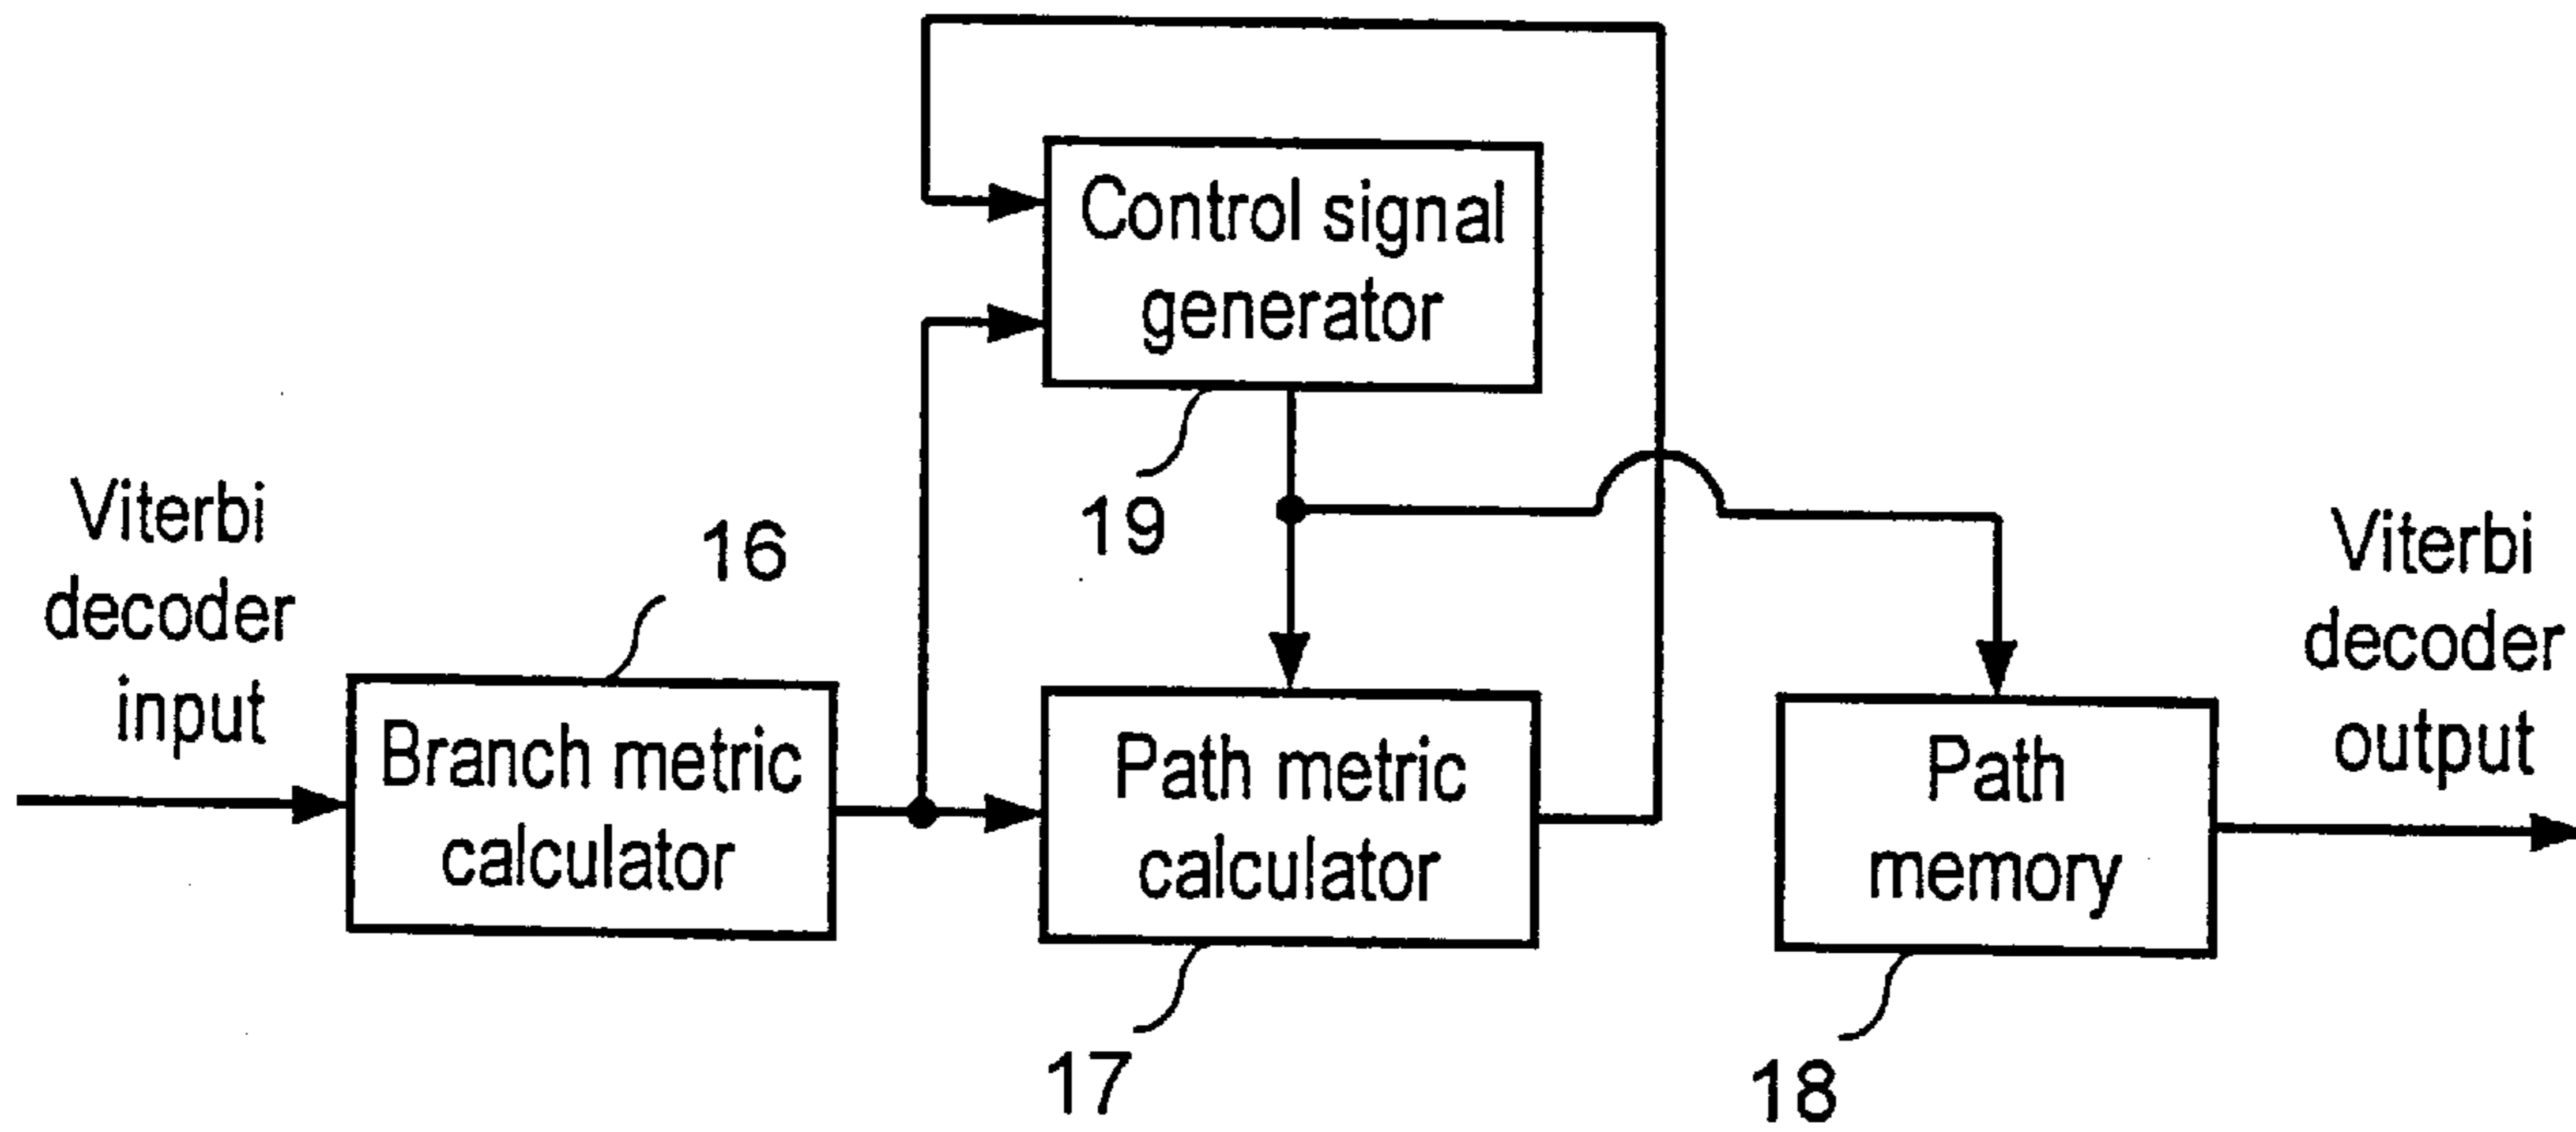 Control signal
generator
19
Viterbi
decoder
input
16
Viterbi
decoder
output
Branch metric
calculator
Path metric
calculator
Path
memory
17
18